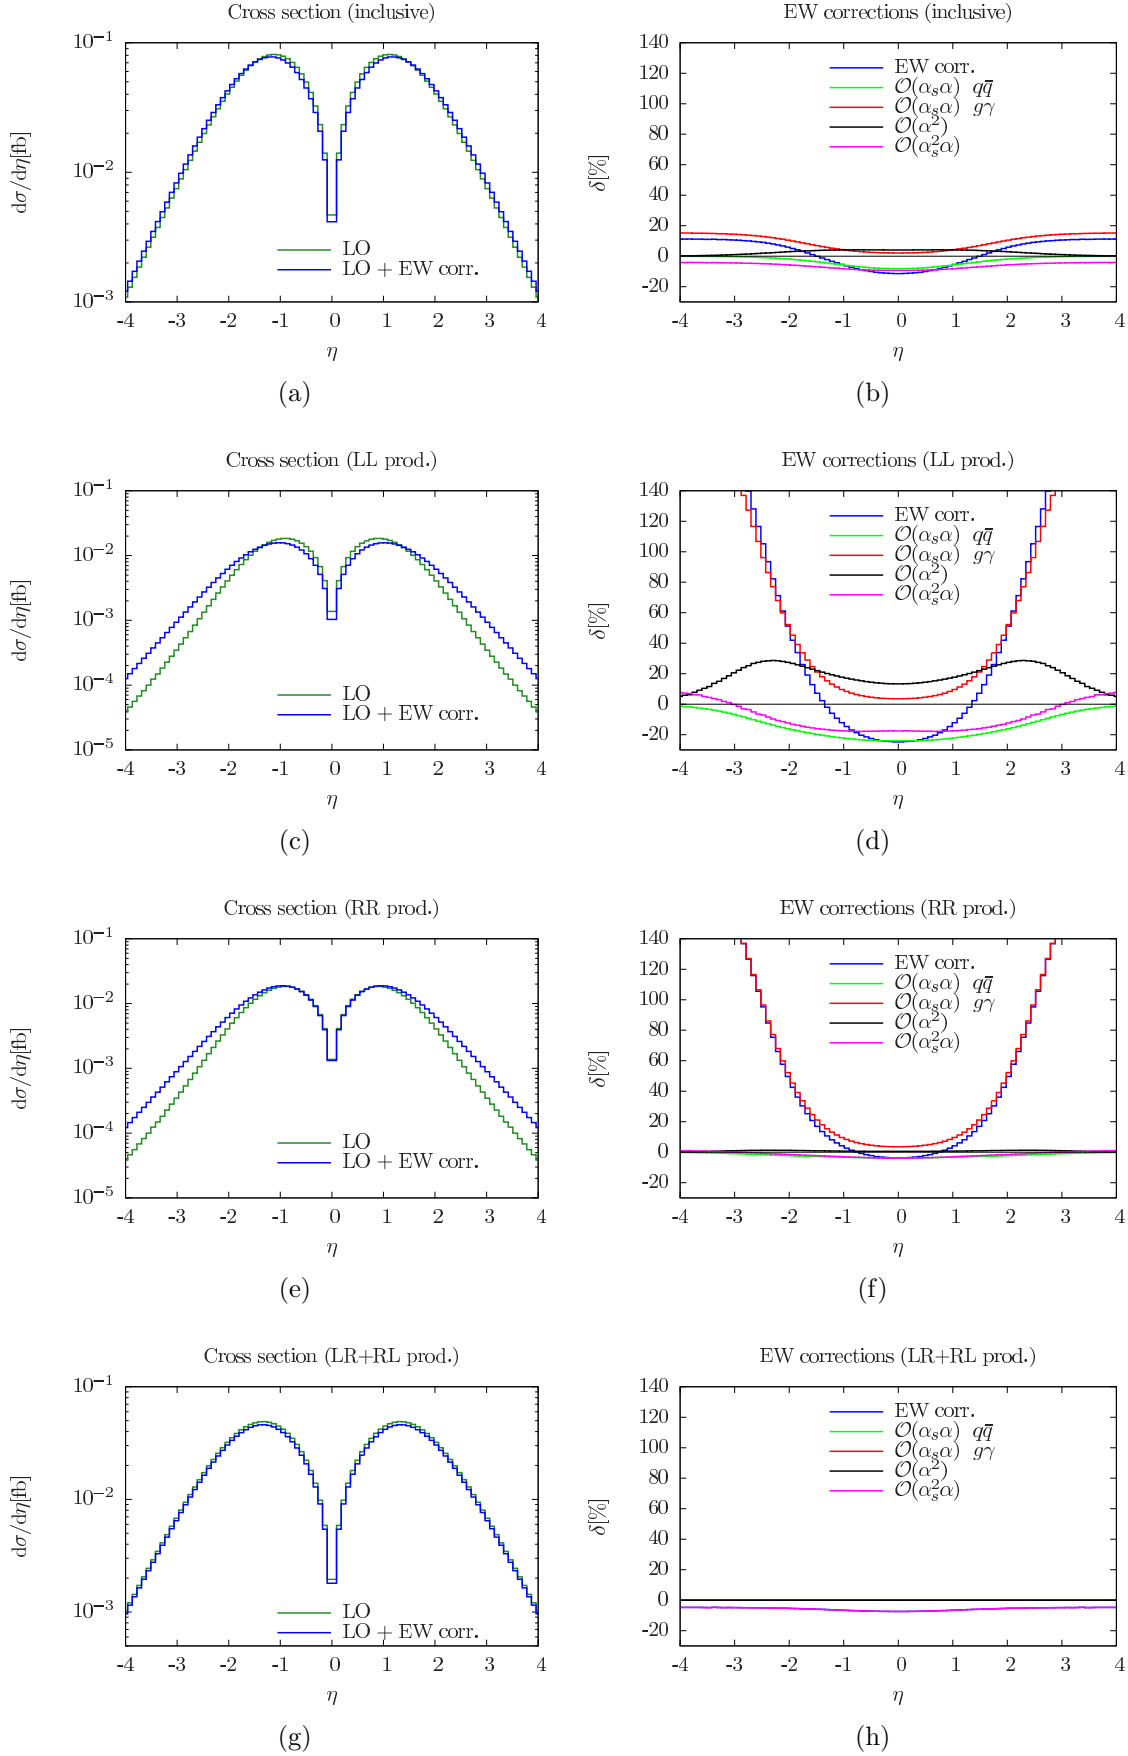 Cross section (inclusive)
10⁻¹
10⁻²
10⁻³
dσ/dη[fb]
LO
LO + EW corr.
-4 -3 -2 -1 0 1 2 3 4
η
(a)
EW corrections (inclusive)
140
120
100
80
60
40
20
0
-20
δ[%]
EW corr.
O(αₛα) qq̄
O(αₛα) gγ
O(α²)
O(αₛ²α)
-4 -3 -2 -1 0 1 2 3 4
η
(b)
Cross section (LL prod.)
10⁻¹
10⁻²
10⁻³
10⁻⁴
10⁻⁵
dσ/dη[fb]
LO
LO + EW corr.
-4 -3 -2 -1 0 1 2 3 4
η
(c)
EW corrections (LL prod.)
140
120
100
80
60
40
20
0
-20
δ[%]
EW corr.
O(αₛα) qq̄
O(αₛα) gγ
O(α²)
O(αₛ²α)
-4 -3 -2 -1 0 1 2 3 4
η
(d)
Cross section (RR prod.)
10⁻¹
10⁻²
10⁻³
10⁻⁴
10⁻⁵
dσ/dη[fb]
LO
LO + EW corr.
-4 -3 -2 -1 0 1 2 3 4
η
(e)
EW corrections (RR prod.)
140
120
100
80
60
40
20
0
-20
δ[%]
EW corr.
O(αₛα) qq̄
O(αₛα) gγ
O(α²)
O(αₛ²α)
-4 -3 -2 -1 0 1 2 3 4
η
(f)
Cross section (LR+RL prod.)
10⁻¹
10⁻²
10⁻³
dσ/dη[fb]
LO
LO + EW corr.
-4 -3 -2 -1 0 1 2 3 4
η
(g)
EW corrections (LR+RL prod.)
140
120
100
80
60
40
20
0
-20
δ[%]
EW corr.
O(αₛα) qq̄
O(αₛα) gγ
O(α²)
O(αₛ²α)
-4 -3 -2 -1 0 1 2 3 4
η
(h)